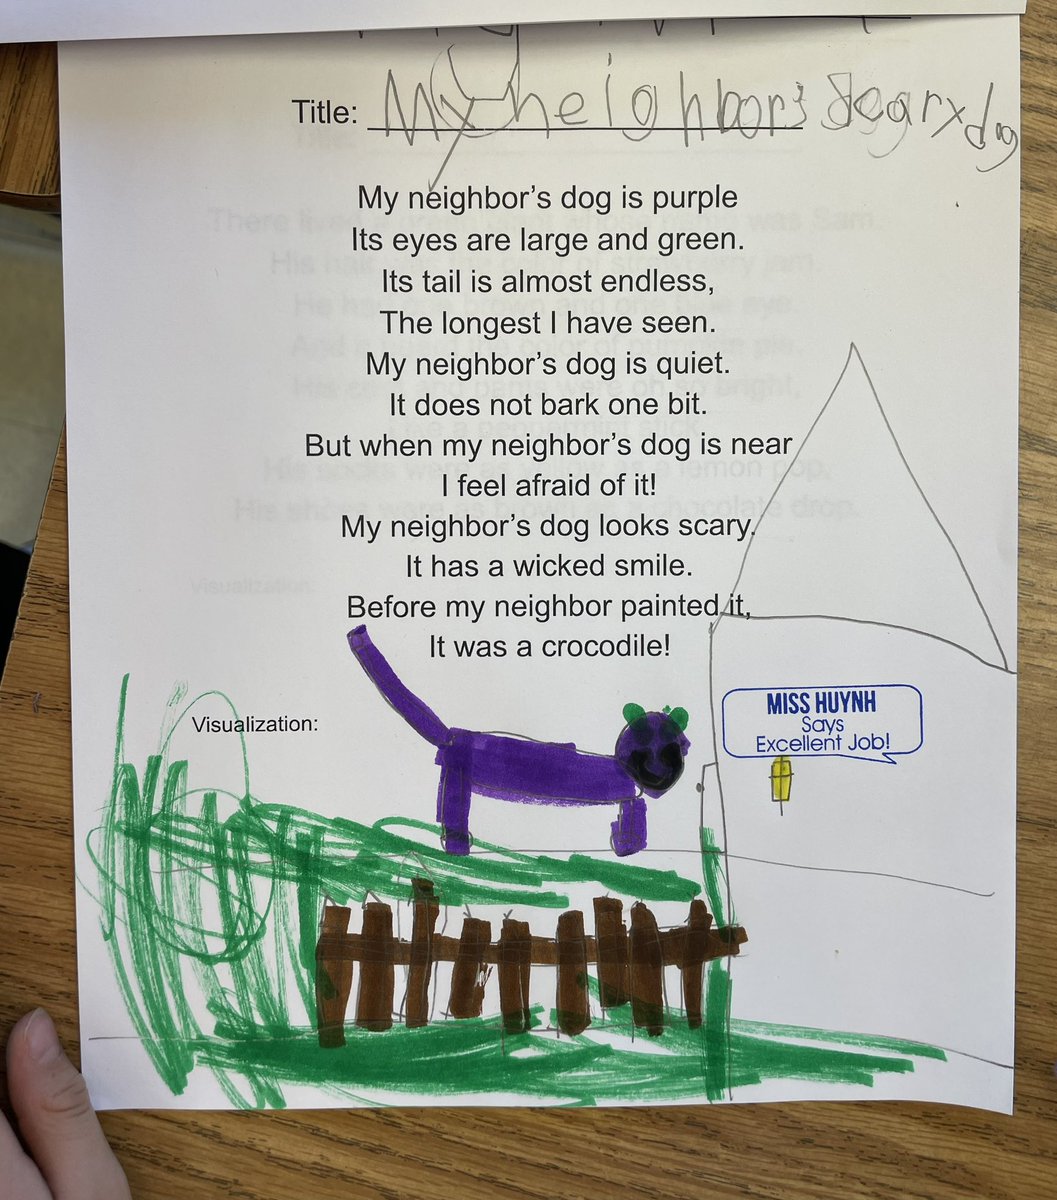 Title: My neighbor's Scary dog
My neighbor's dog is purple
Its eyes are large and green.
Its tail is almost endless,
The longest I have seen.
My neighbor's dog is quiet.
It does not bark one bit.
But when my neighbor's dog is near
I feel afraid of it!
My neighbor's dog looks scary.
It has a wicked smile.
Before my neighbor painted it,
It was a crocodile!
Visualization:
MISS HUYNH
Says
Excellent Job!